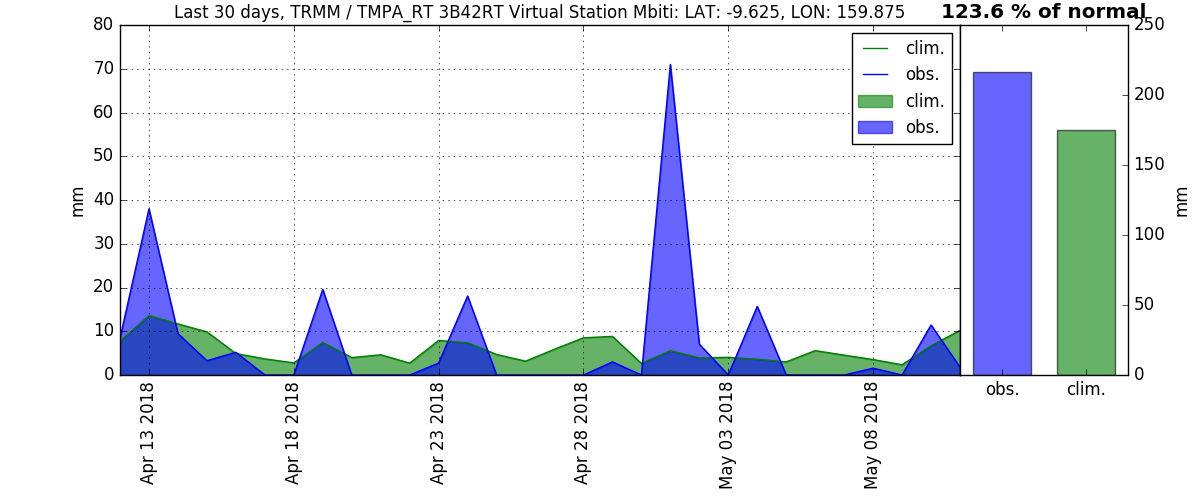 Last 30 days, TRMM / TMPA_RT 3B42RT Virtual Station Mbiti: LAT: -9.625, LON: 159.875
123.6 % of normal
80
70
60
50
40
30
20
10
0
mm
clim.
obs.
clim.
obs.
Apr 13 2018
Apr 18 2018
Apr 23 2018
Apr 28 2018
May 03 2018
May 08 2018
250
200
150
100
50
0
mm
obs.
clim.